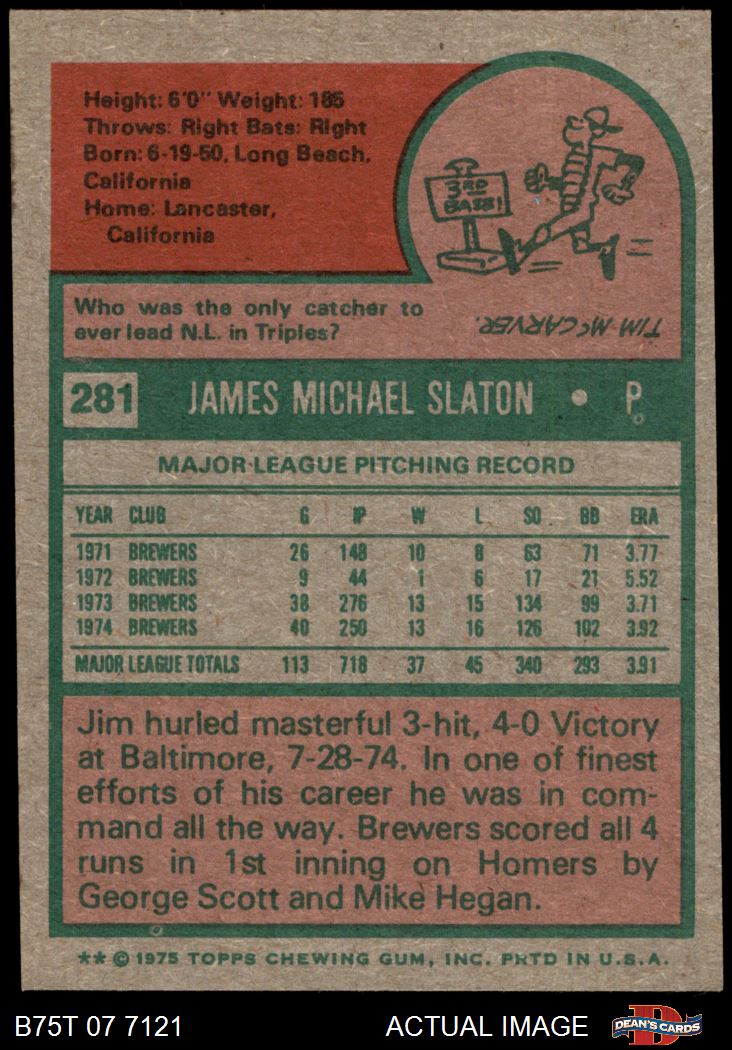 Height: 6'0" Weight: 185
Throws: Right Bats: Right
Born: 6-19-50, Long Beach,
California
Home: Lancaster,
California
3RD
BASE!
Who was the only catcher to
ever lead N.L. in Triples?
TIM McCARVER.
281 JAMES MICHAEL SLATON • P
MAJOR LEAGUE PITCHING RECORD
YEAR CLUB G IP W L SO BB ERA
1971 BREWERS 26 148 10 8 63 71 3.77
1972 BREWERS 9 44 1 6 17 21 5.52
1973 BREWERS 38 276 13 15 134 99 3.71
1974 BREWERS 40 250 13 16 126 102 3.92
MAJOR LEAGUE TOTALS 113 718 37 45 340 293 3.91
Jim hurled masterful 3-hit, 4-0 Victory
at Baltimore, 7-28-74. In one of finest
efforts of his career he was in com-
mand all the way. Brewers scored all 4
runs in 1st inning on Homers by
George Scott and Mike Hegan.
** © 1975 TOPPS CHEWING GUM, INC. PRTD IN U.S.A.
B75T 07 7121 ACTUAL IMAGE D DEAN'S CARDS